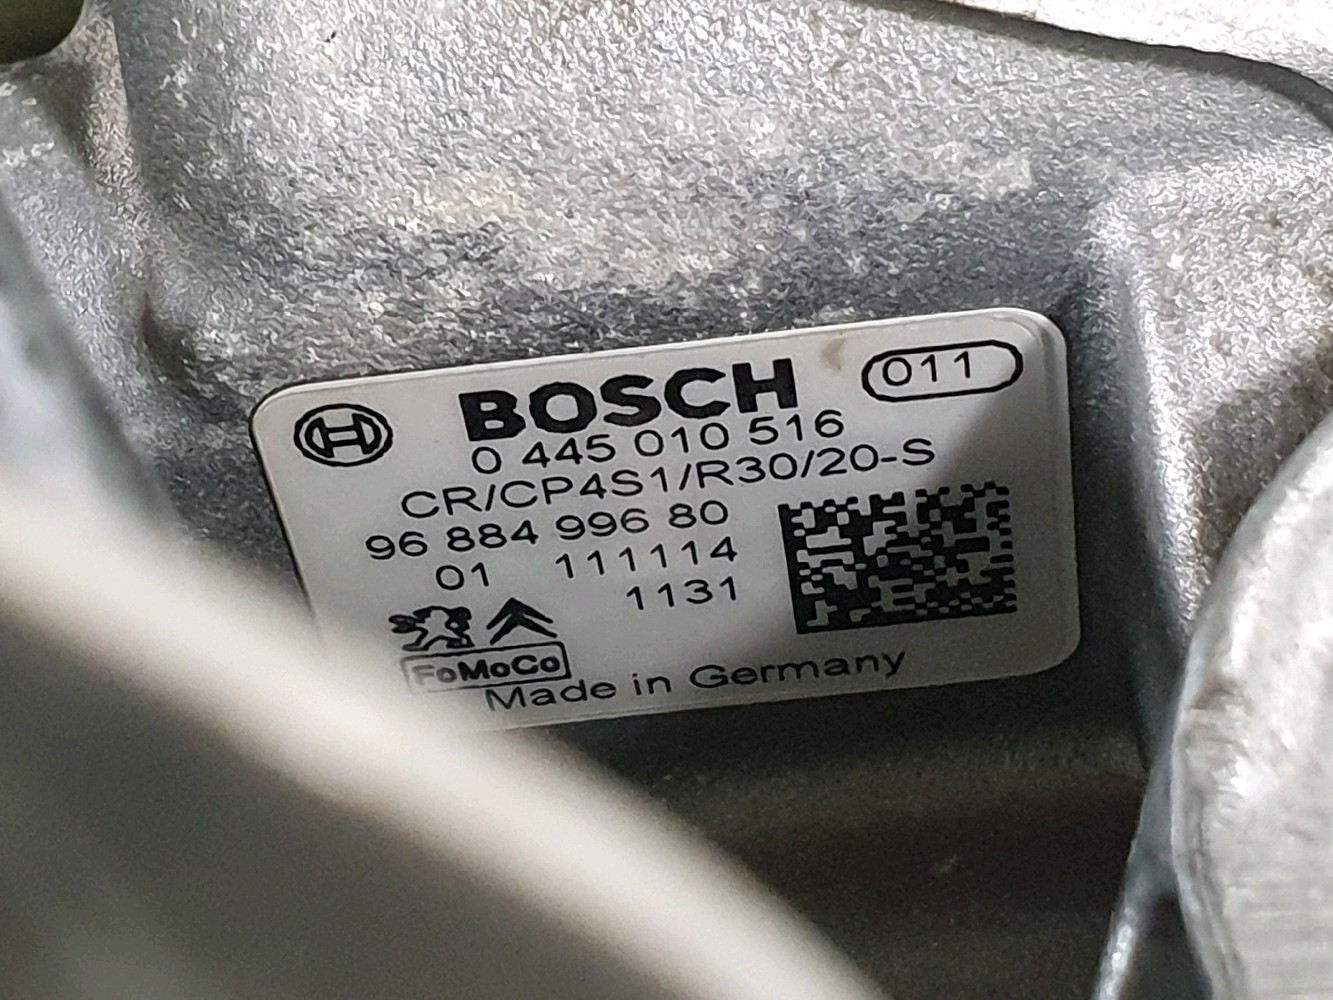 BOSCH 011
0 445 010 516
CR/CP4S1/R30/20-S
96 884 996 80
01 111114
1131
FoMoCo
Made in Germany